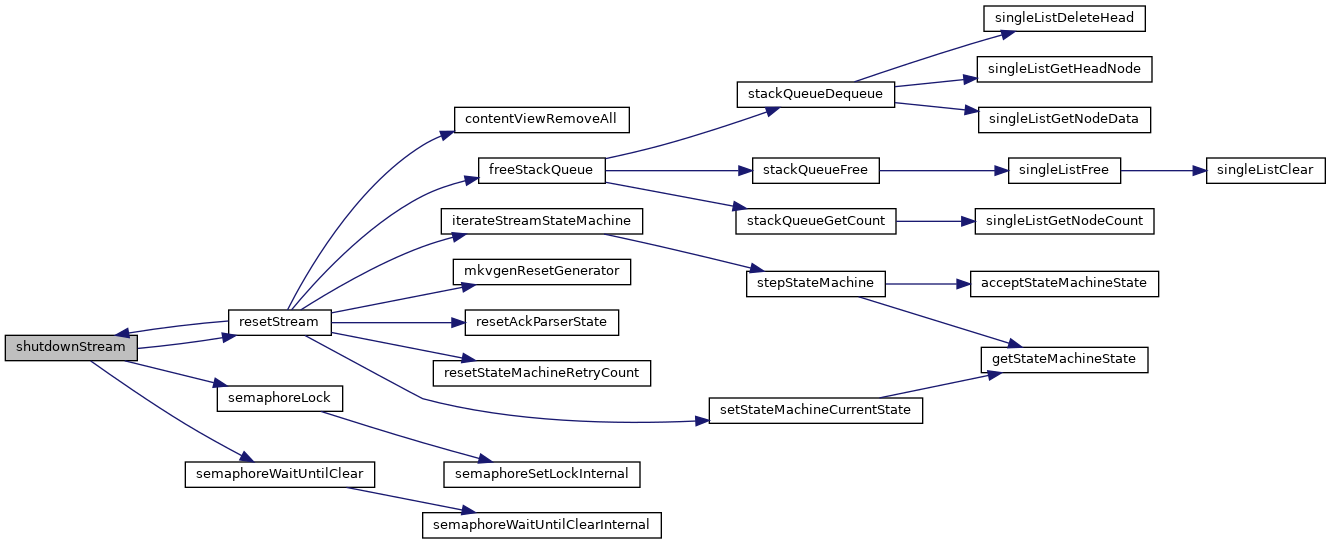 singleListDeleteHead
singleListGetHeadNode
stackQueueDequeue
contentViewRemoveAll
singleListGetNodeData
freeStackQueue
stackQueueFree
singleListFree
singleListClear
iterateStreamStateMachine
stackQueueGetCount
singleListGetNodeCount
mkvgenResetGenerator
stepStateMachine
acceptStateMachineState
resetStream
resetAckParserState
shutdownStream
getStateMachineState
resetStateMachineRetryCount
semaphoreLock
setStateMachineCurrentState
semaphoreWaitUntilClear
semaphoreSetLockInternal
semaphoreWaitUntilClearInternal